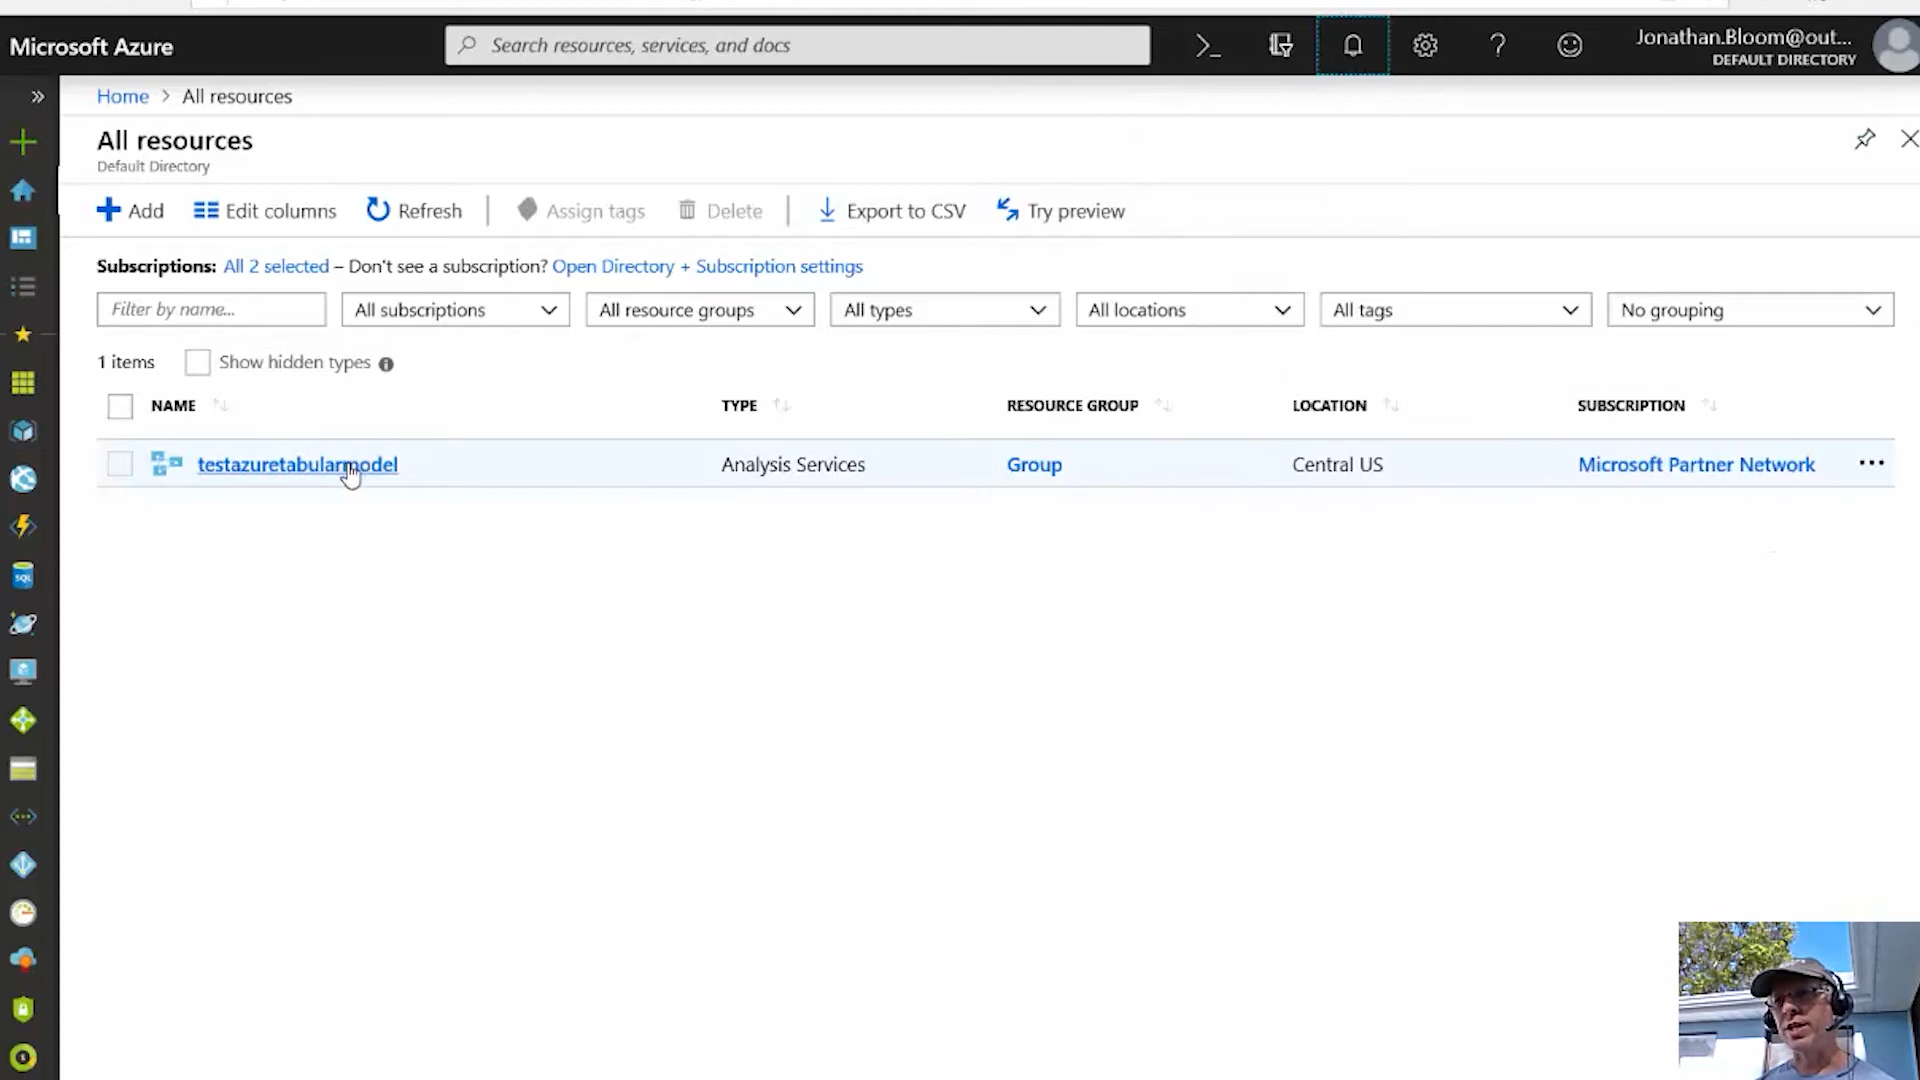 Microsoft Azure
Search resources, services, and docs
Jonathan.Bloom@out...
DEFAULT DIRECTORY
Home > All resources
All resources
Default Directory
Add
Edit columns
Refresh
Assign tags
Delete
Export to CSV
Try preview
Subscriptions: All 2 selected – Don't see a subscription? Open Directory + Subscription settings
Filter by name...
All subscriptions
All resource groups
All types
All locations
All tags
No grouping
1 items
Show hidden types
NAME
TYPE
RESOURCE GROUP
LOCATION
SUBSCRIPTION
testazuretabularmodel
Analysis Services
Group
Central US
Microsoft Partner Network
SQL